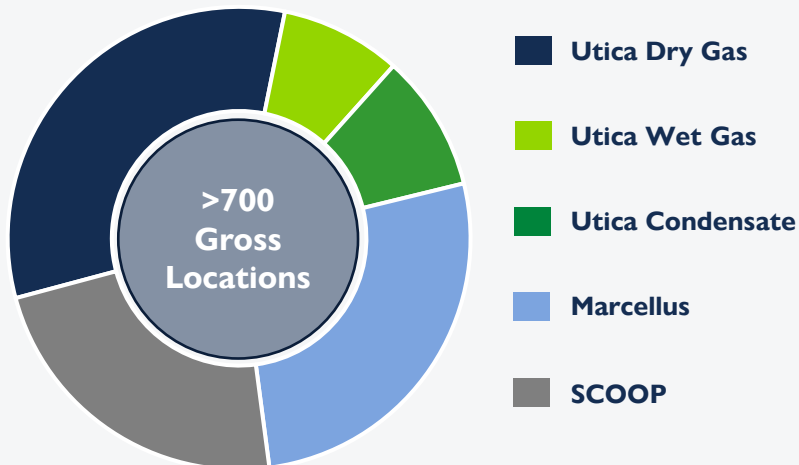 >700
Gross
Locations
Utica Dry Gas
Utica Wet Gas
Utica Condensate
Marcellus
SCOOP